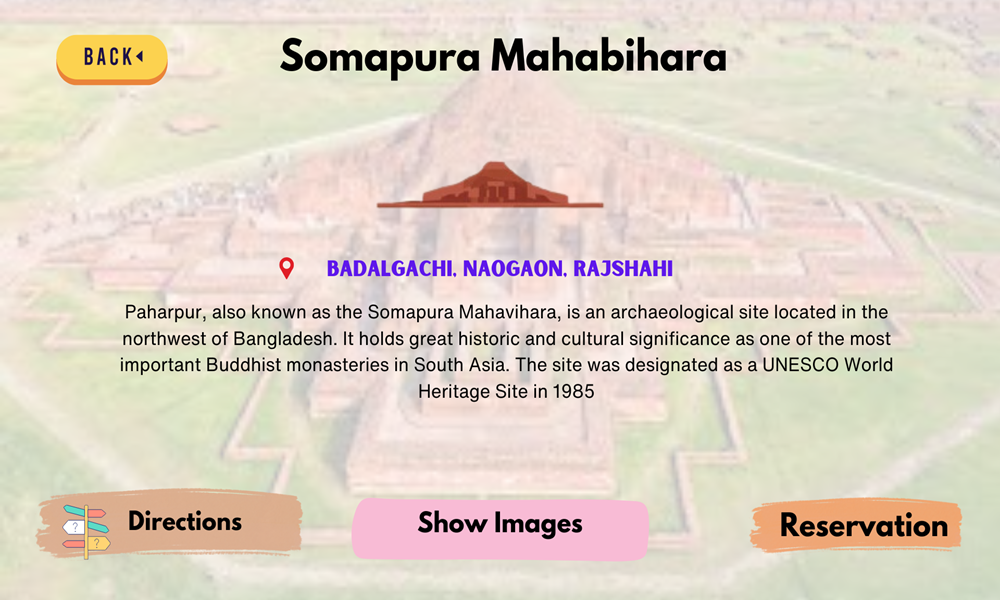 BACK
Somapura Mahabihara
BADALGACHI, NAOGAON, RAJSHAHI
Paharpur, also known as the Somapura Mahavihara, is an archaeological site located in the
northwest of Bangladesh. It holds great historic and cultural significance as one of the most
important Buddhist monasteries in South Asia. The site was designated as a UNESCO World
Heritage Site in 1985
? ?
Directions
Show Images
Reservation